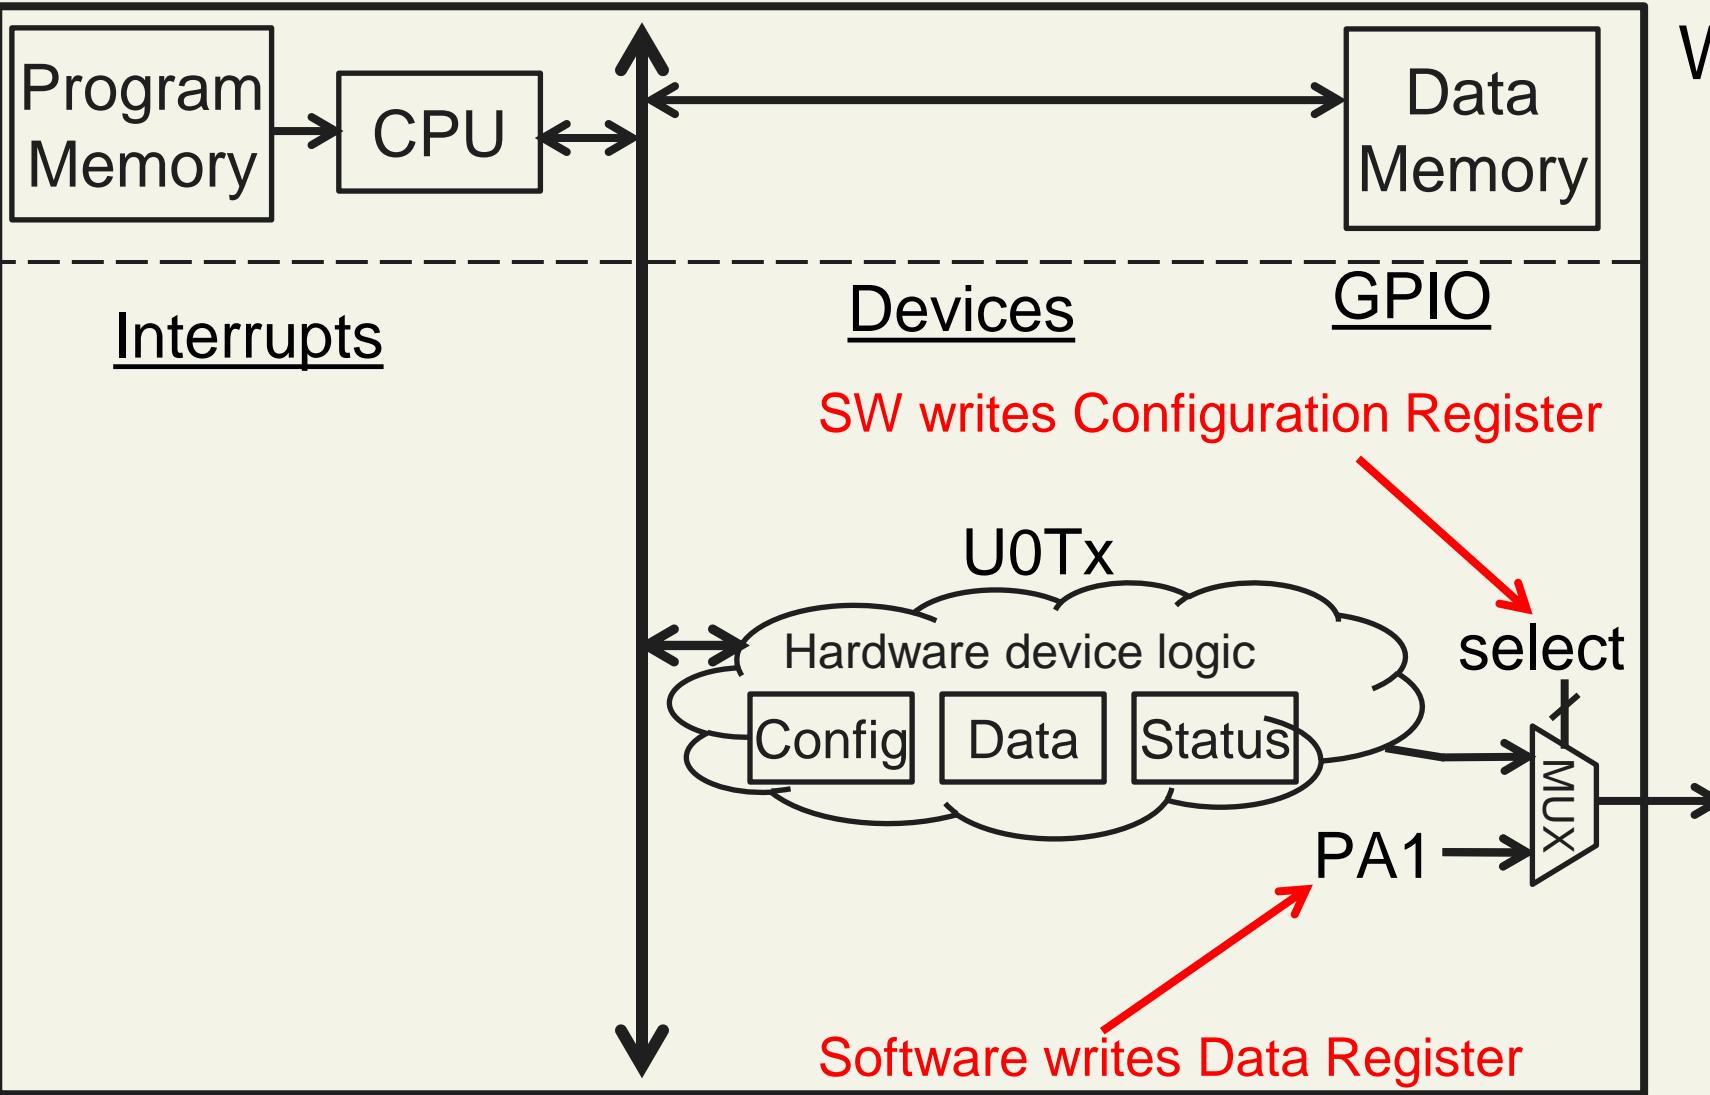 Program
Memory
CPU
Data
Memory
Interrupts
Devices
GPIO
SW writes Configuration Register
U0Tx
Hardware device logic
select
Config
Data
Status
MUX
PA1
Software writes Data Register